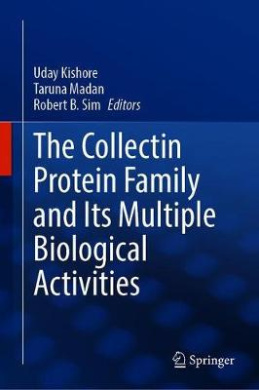 Uday Kishore
Taruna Madan
Robert B. Sim Editors
The Collectin
Protein Family
and Its Multiple
Biological
Activities
Springer